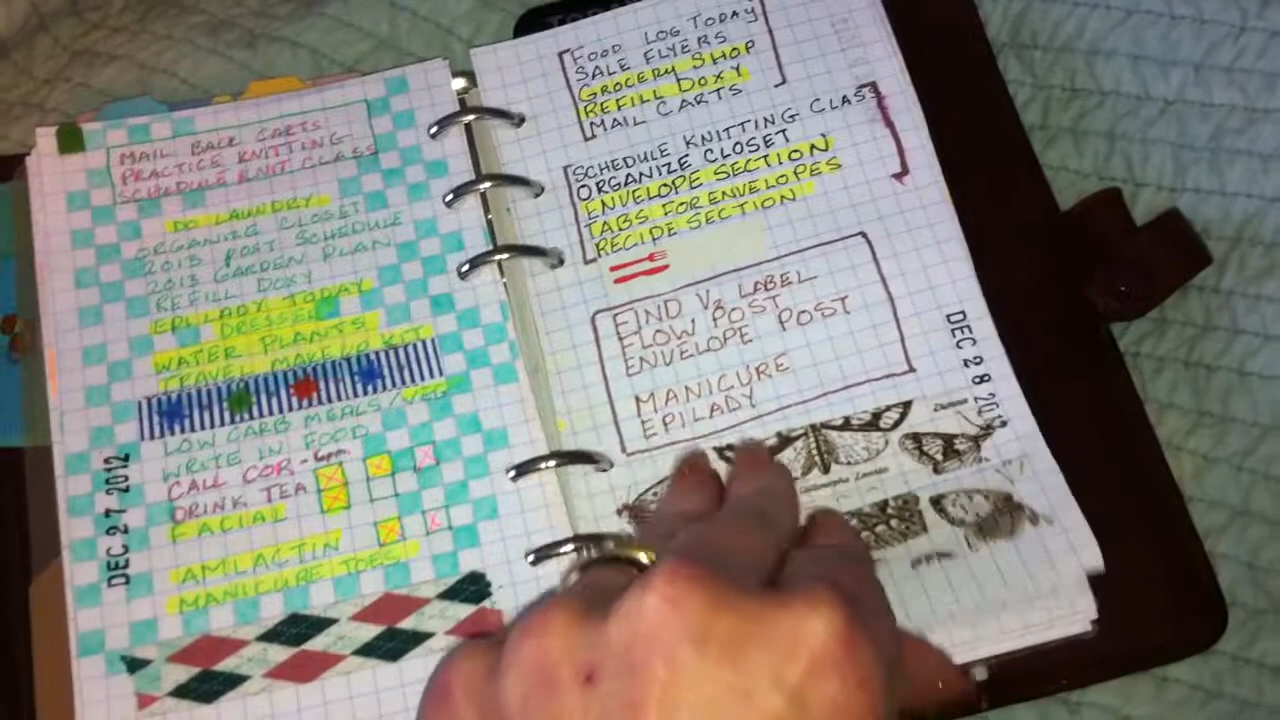 MAIL BACK CARTS
PRACTICE KNITTING
SCHEDULE KNIT CLASS
DO LAUNDRY
ORGANIZE CLOSET
2013 POST SCHEDULE
2013 GARDEN PLAN
REFILL DOXY
EPILADY TODAY
DRESSER
WATER PLANTS
TRAVEL MAKEUP KIT
LOW CARB MEALS/YES
WRITE IN FOOD
CALL COR - 6pm.
DRINK TEA
FACIAL
AMLACTIN
MANICURE TOES
DEC 27 2012
FOOD LOG TODAY
SALE FLYERS
GROCERY SHOP
REFILL DOXY
MAIL CARTS
SCHEDULE KNITTING CLASS
ORGANIZE CLOSET
ENVELOPE SECTION
TABS FOR ENVELOPES
RECIPE SECTION
FIND V2 LABEL
FLOW POST
ENVELOPE POST
MANICURE
EPILADY
DEC 28 2012